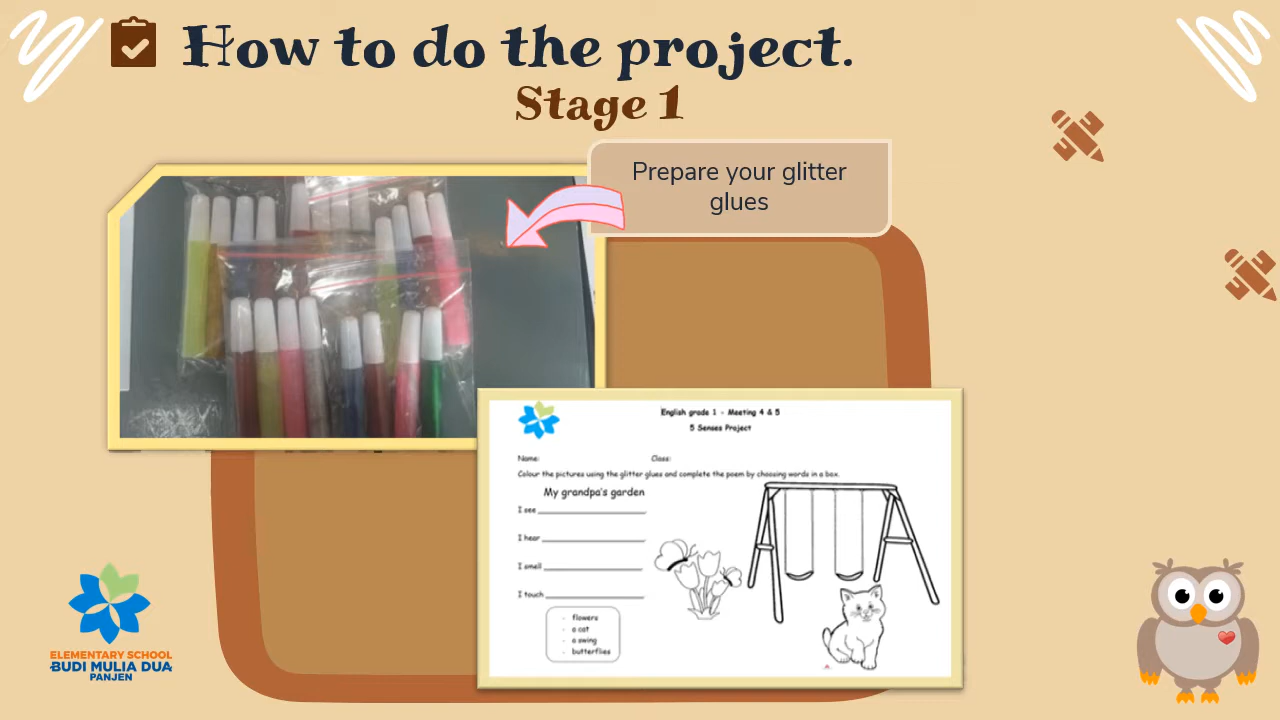 How to do the project.
Stage 1
Prepare your glitter
glues
English grade 1 - Meeting 4 & 5
5 Senses Project
Name:
Class:
Colour the pictures using the glitter glues and complete the poem by choosing words in a box.
My grandpa's garden
I see
I hear
I smell
I touch
- flowers
- a cat
- a swing
- butterflies
ELEMENTARY SCHOOL
BUDI MULIA DUA
PANJEN